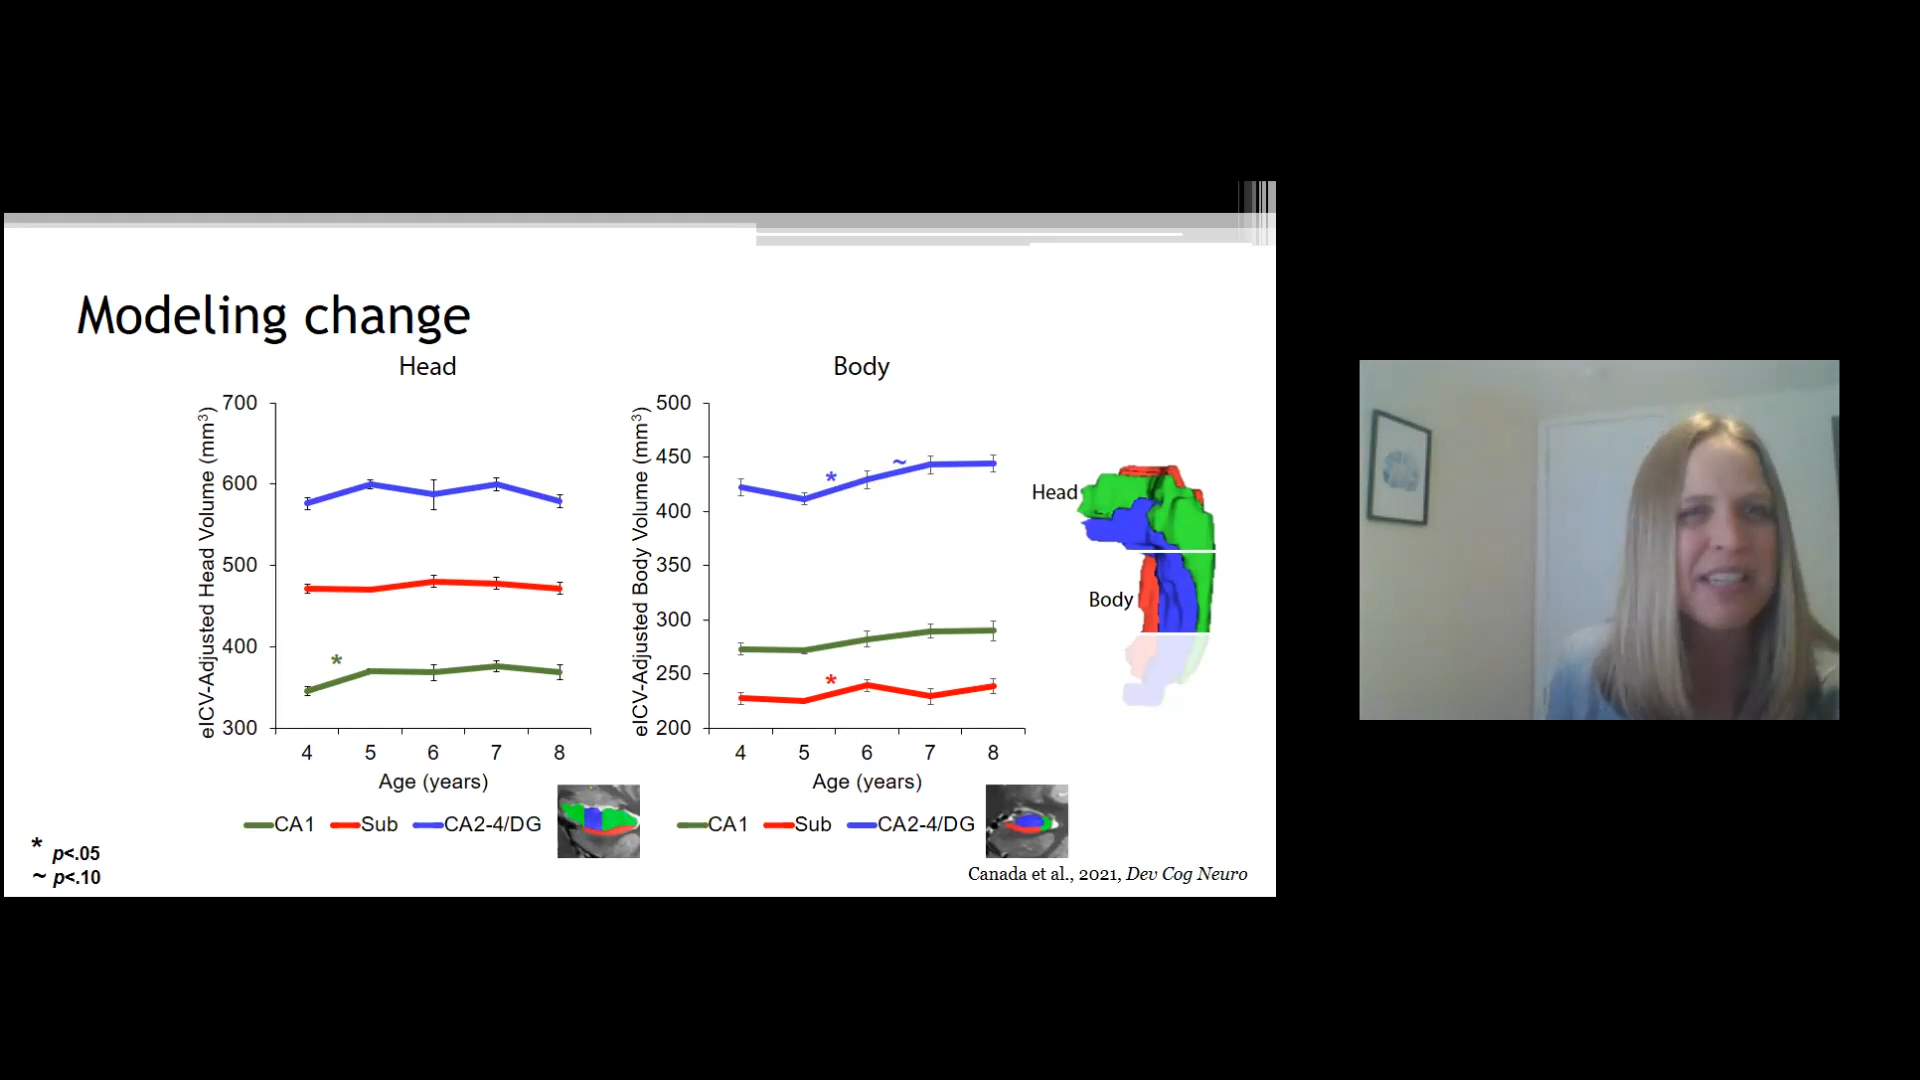 Modeling change
Head
Body
eICV-Adjusted Head Volume (mm³)
700
600
500
400
300
*
4 5 6 7 8
Age (years)
CA1 Sub CA2-4/DG
eICV-Adjusted Body Volume (mm³)
500
450
400
350
300
250
200
* ~
*
4 5 6 7 8
Age (years)
CA1 Sub CA2-4/DG
Head
Body
* p<.05
~ p<.10
Canada et al., 2021, Dev Cog Neuro